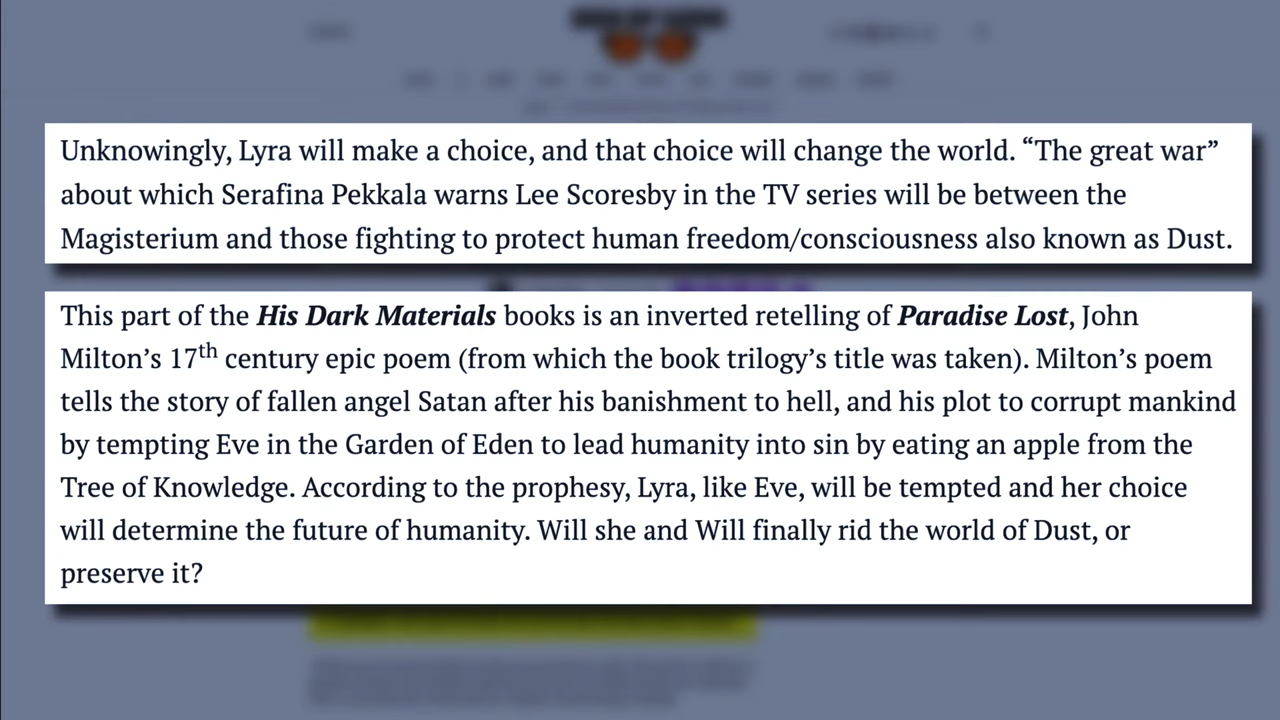 Unknowingly, Lyra will make a choice, and that choice will change the world. “The great war”
about which Serafina Pekkala warns Lee Scoresby in the TV series will be between the
Magisterium and those fighting to protect human freedom/consciousness also known as Dust.
This part of the His Dark Materials books is an inverted retelling of Paradise Lost, John
Milton’s 17th century epic poem (from which the book trilogy’s title was taken). Milton’s poem
tells the story of fallen angel Satan after his banishment to hell, and his plot to corrupt mankind
by tempting Eve in the Garden of Eden to lead humanity into sin by eating an apple from the
Tree of Knowledge. According to the prophesy, Lyra, like Eve, will be tempted and her choice
will determine the future of humanity. Will she and Will finally rid the world of Dust, or
preserve it?